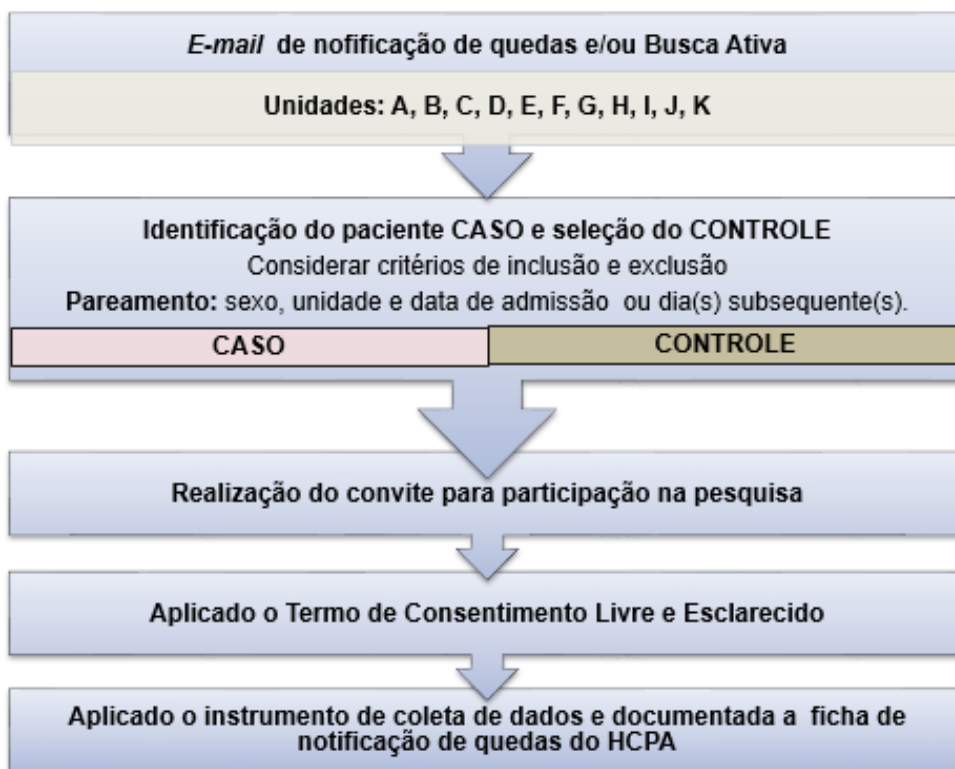 E-mail de nofificação de quedas e/ou Busca Ativa
Unidades: A, B, C, D, E, F, G, H, I, J, K
Identificação do paciente CASO e seleção do CONTROLE
Considerar critérios de inclusão e exclusão
Pareamento: sexo, unidade e data de admissão ou dia(s) subsequente(s).
CASO
CONTROLE
Realização do convite para participação na pesquisa
Aplicado o Termo de Consentimento Livre e Esclarecido
Aplicado o instrumento de coleta de dados e documentada a ficha de
notificação de quedas do HCPA